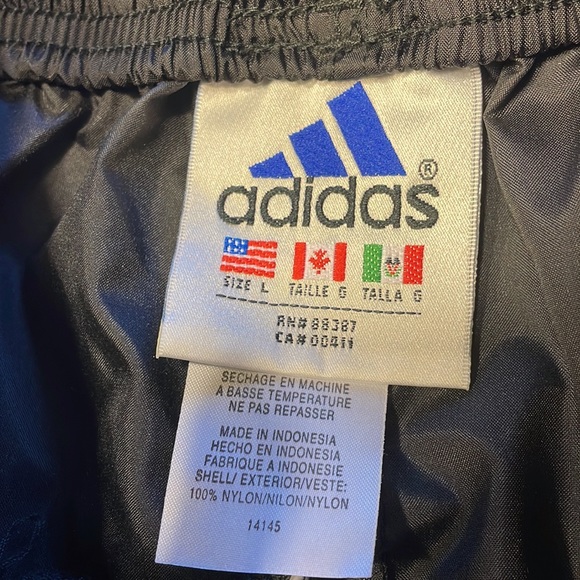 adidas®
SIZE L TAILLE G TALLA G
RN#88387
CA#00411
SECHAGE EN MACHINE
A BASSE TEMPERATURE
NE PAS REPASSER
MADE IN INDONESIA
HECHO EN INDONESIA
FABRIQUE A INDONESIE
SHELL/ EXTERIOR/VESTE:
100% NYLON/NILON/NYLON
14145